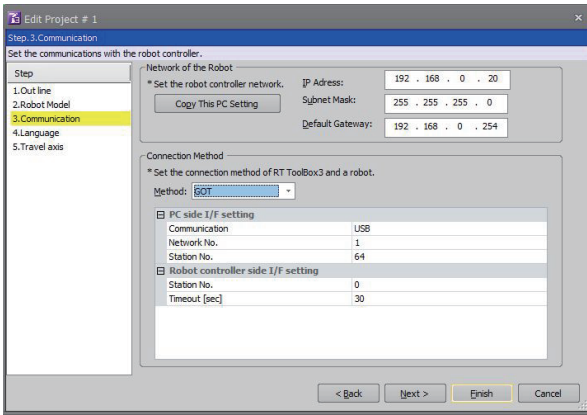 Edit Project # 1
Step. 3.Communication
Set the communications with the robot controller.
Step
1.Out line
2.Robot Model
3.Communication
4.Language
5.Travel axis
Network of the Robot
* Set the robot controller network.
Copy This PC Setting
IP Adress: 192 . 168 . 0 . 20
Subnet Mask: 255 . 255 . 255 . 0
Default Gateway: 192 . 168 . 0 . 254
Connection Method
* Set the connection method of RT ToolBox3 and a robot.
Method: GOT
PC side I/F setting
Communication USB
Network No. 1
Station No. 64
Robot controller side I/F setting
Station No. 0
Timeout [sec] 30
< Back Next > Finish Cancel